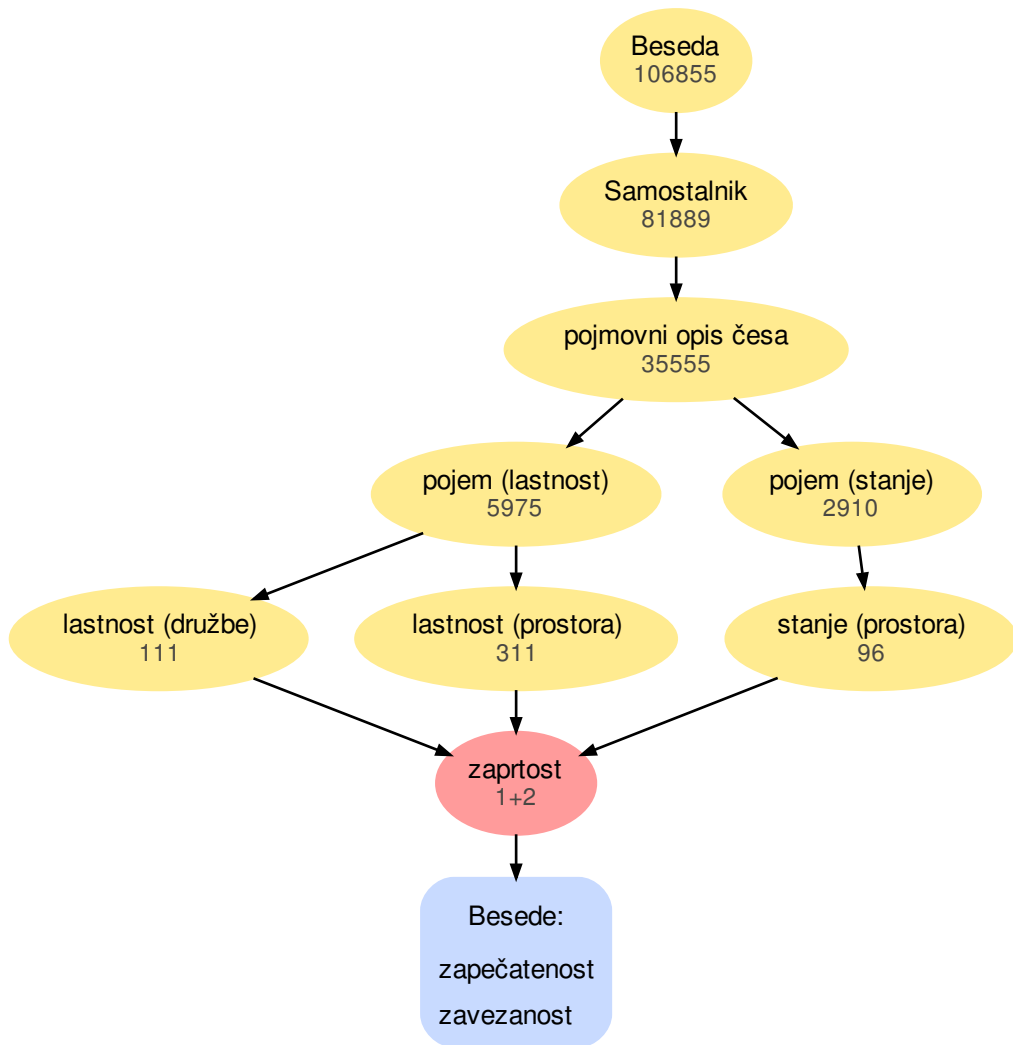 Beseda
106855
Samostalnik
81889
pojmovni opis česa
35555
pojem (lastnost)
5975
pojem (stanje)
2910
lastnost (družbe)
111
lastnost (prostora)
311
stanje (prostora)
96
zaprtost
1+2
Besede:
zapečatenost
zavezanost